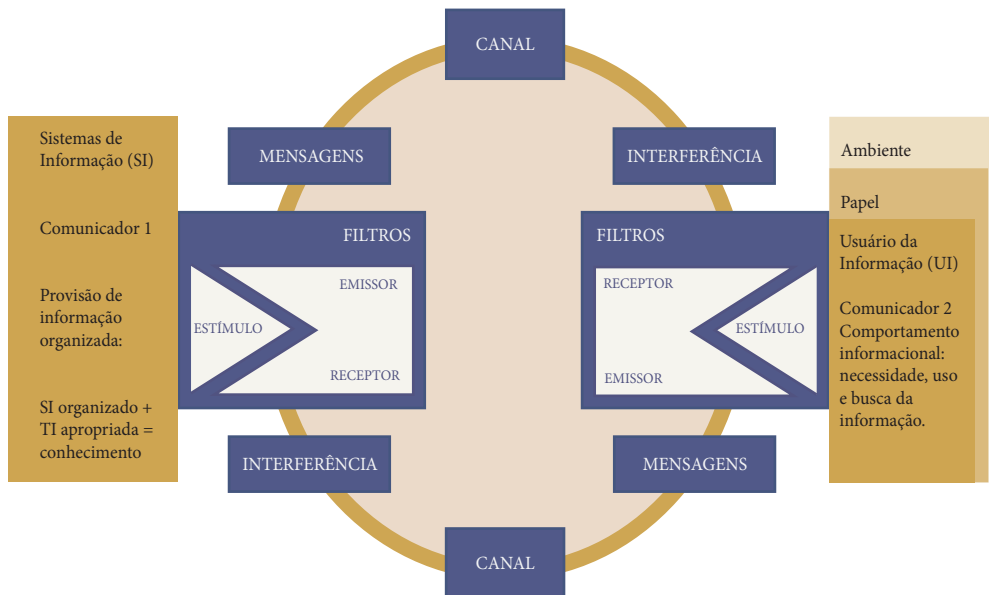 CANAL
MENSAGENS
INTERFERÊNCIA
Sistemas de
Informação (SI)
Comunicador 1
Provisão de
informação
organizada:
SI organizado +
TI apropriada =
conhecimento
FILTROS
EMISSOR
ESTÍMULO
RECEPTOR
FILTROS
RECEPTOR
ESTÍMULO
EMISSOR
Ambiente
Papel
Usuário da
Informação (UI)
Comunicador 2
Comportamento
informacional:
necessidade, uso
e busca da
informação.
INTERFERÊNCIA
MENSAGENS
CANAL